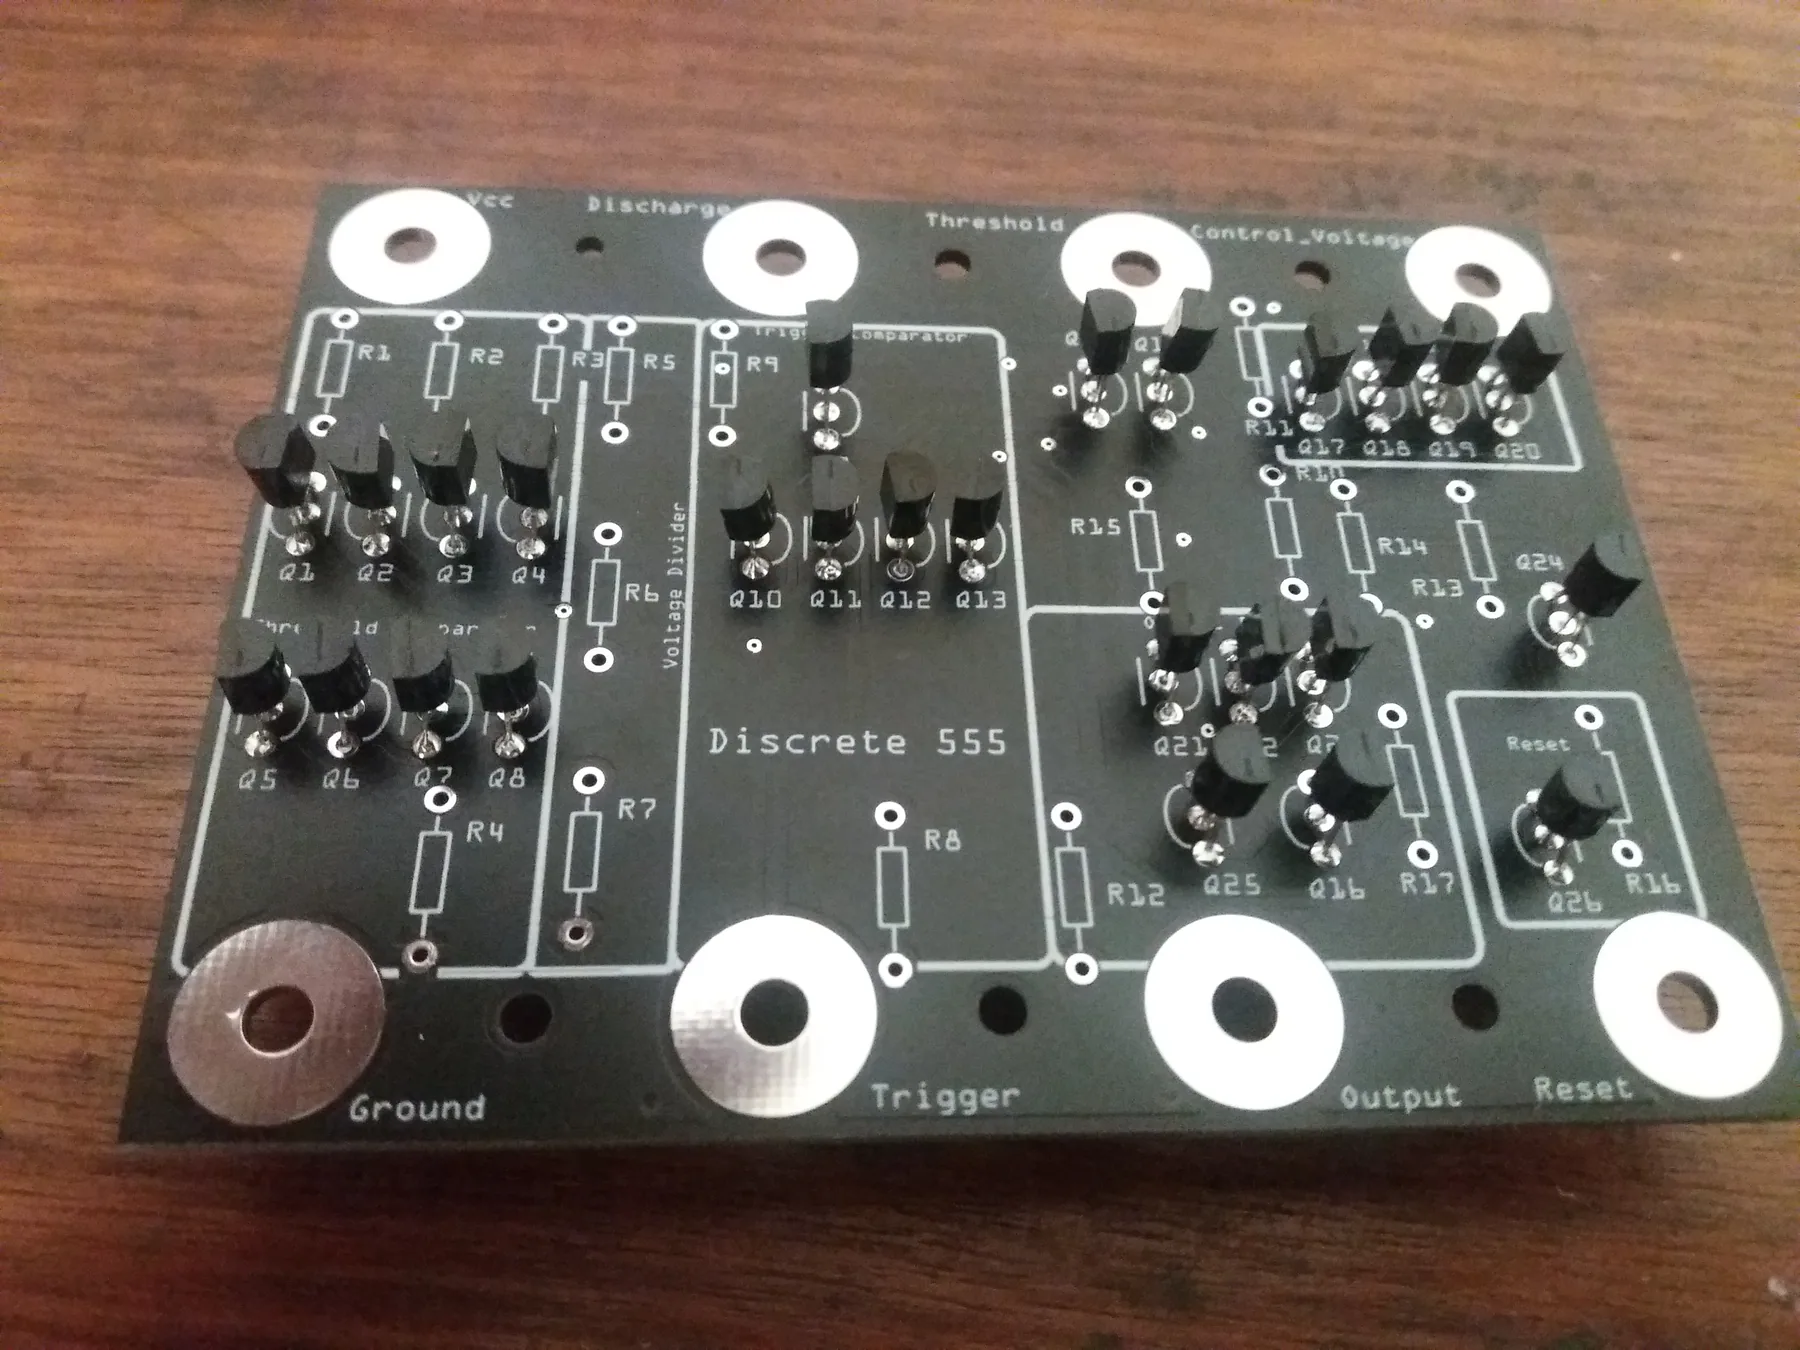 Vcc
Discharge
Threshold
Control_Voltage
R1
R2
R3
R5
R9
Comparator
R11
Q17
Q18
Q19
Q20
R10
R15
R14
R13
Q24
Q1
Q2
Q3
Q4
R6
Voltage Divider
Q10
Q11
Q12
Q13
Discrete 555
Q21
Reset
Q5
Q6
Q7
Q8
R4
R7
R8
R12
Q25
Q16
R17
R16
Q26
Ground
Trigger
Output
Reset